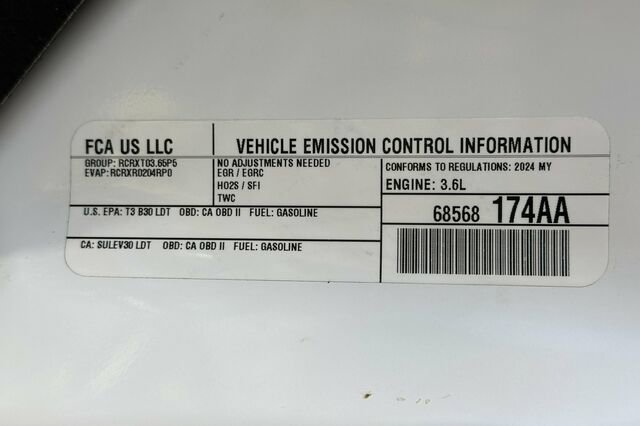 FCA US LLC
VEHICLE EMISSION CONTROL INFORMATION
GROUP: RCRXT03.65P5
EVAP: RCRXR0204RP0
NO ADJUSTMENTS NEEDED
EGR / EGRC
HO2S / SFI
TWC
CONFORMS TO REGULATIONS: 2024 MY
ENGINE: 3.6L
U.S. EPA: T3 B30 LDT OBD: CA OBD II FUEL: GASOLINE
68568 174AA
CA: SULEV30 LDT OBD: CA OBD II FUEL: GASOLINE